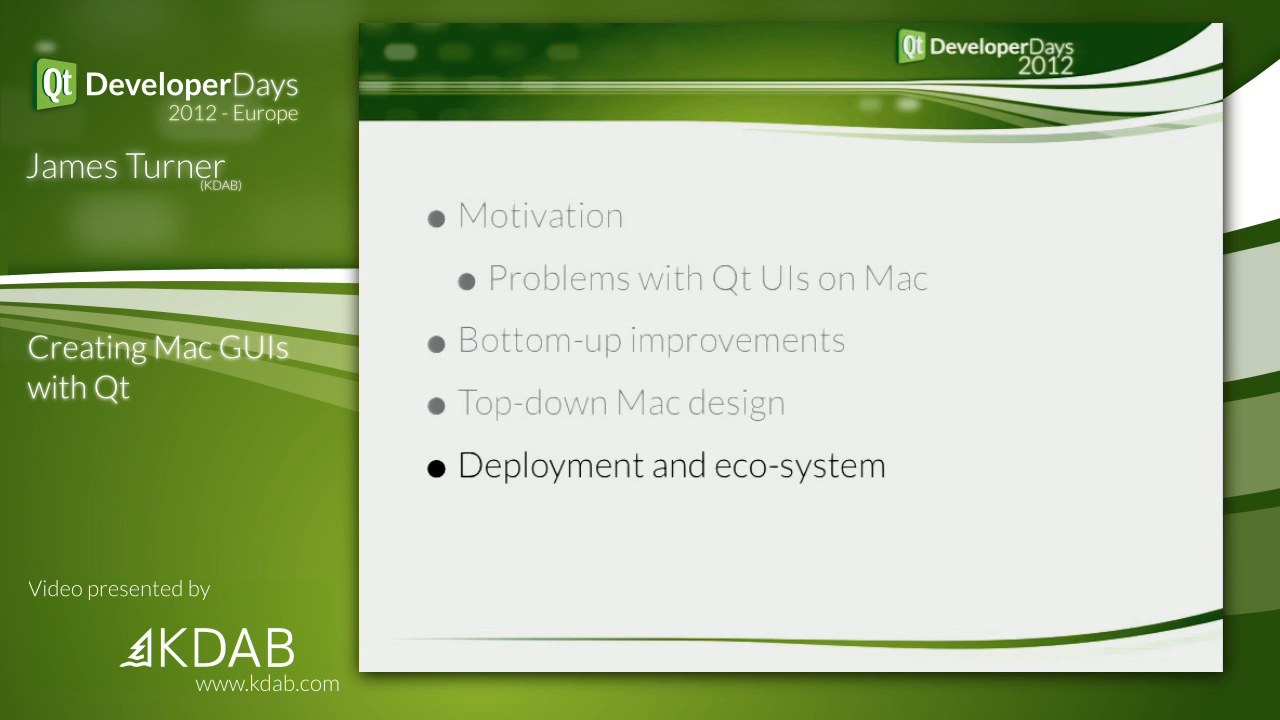 Qt DeveloperDays
2012 - Europe
James Turner
(KDAB)
Creating Mac GUIs
with Qt
Video presented by
KDAB
www.kdab.com
Qt DeveloperDays
2012
● Motivation
● Problems with Qt UIs on Mac
● Bottom-up improvements
● Top-down Mac design
● Deployment and eco-system